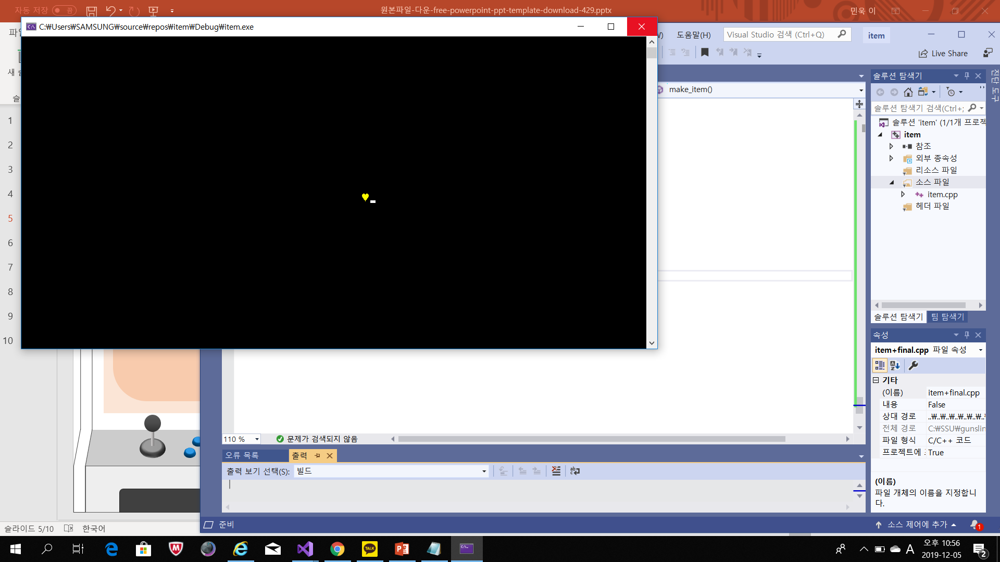 자동 저장 끔
원본파일-다운-free-powerpoint-ppt-template-download-429.pptx
민욱 이
C:₩Users₩SAMSUNG₩source₩repos₩item₩Debug₩item.exe
도움말(H)
Visual Studio 검색 (Ctrl+Q)
item
Live Share
make_item()
솔루션 탐색기
진단 도구
솔루션 탐색기 검색(Ctrl+;
솔루션 'item' (1/1개 프로젝
item
참조
외부 종속성
리소스 파일
소스 파일
item.cpp
헤더 파일
솔루션 탐색기
팀 탐색기
새 슬
슬
1
2
3
4
5
6
7
8
9
10
속성
item+final.cpp 파일 속성
기타
(이름) item+final.cpp
내용 False
상대 경로 ..₩..₩..₩..₩..₩..₩..
전체 경로 C:₩SSU₩gunslin
파일 형식 C/C++ 코드
프로젝트에 True
(이름)
파일 개체의 이름을 지정합니
다.
110 %
문제가 검색되지 않음
오류 목록
출력
출력 보기 선택(S):
빌드
준비
소스 제어에 추가
1
슬라이드 5/10
한국어
TALK
A
오후 10:56
2019-12-05
2